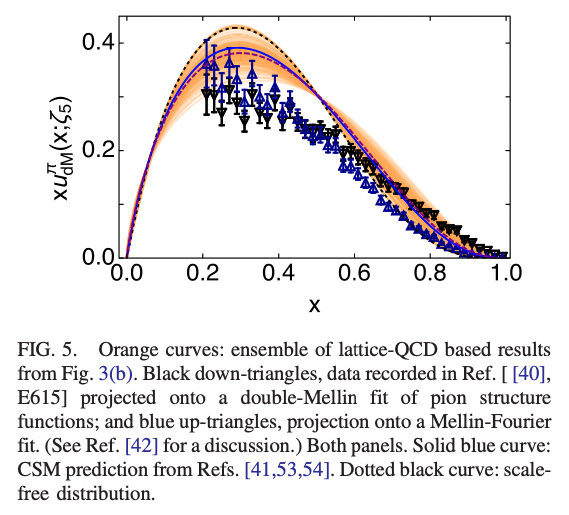 0.4
0.2
0.0
xu^π_dM(x;ζ5)
0.0 0.2 0.4 0.6 0.8 1.0
x
FIG. 5. Orange curves: ensemble of lattice-QCD based results
from Fig. 3(b). Black down-triangles, data recorded in Ref. [ [40],
E615] projected onto a double-Mellin fit of pion structure
functions; and blue up-triangles, projection onto a Mellin-Fourier
fit. (See Ref. [42] for a discussion.) Both panels. Solid blue curve:
CSM prediction from Refs. [41,53,54]. Dotted black curve: scale-
free distribution.